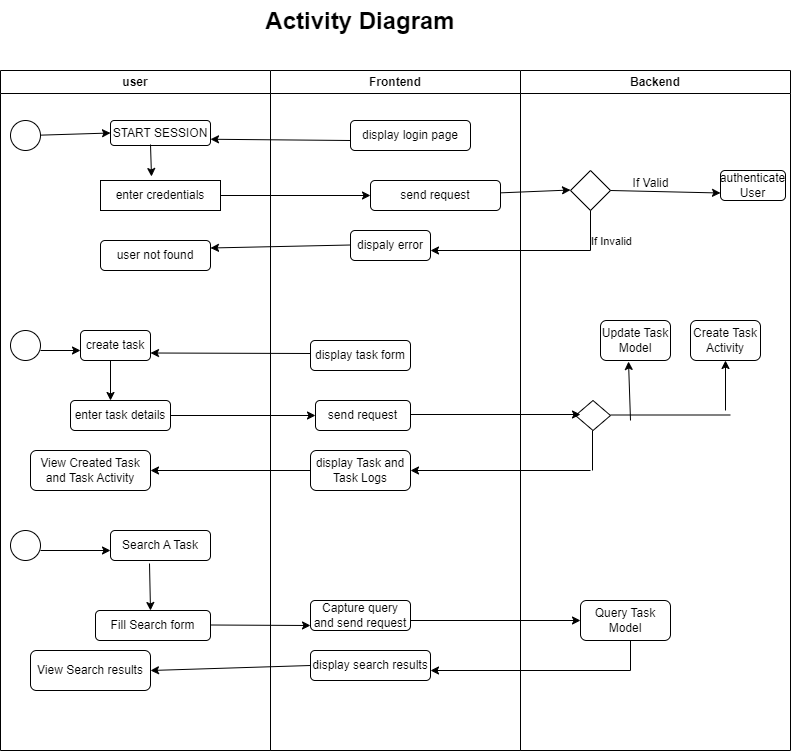 Activity Diagram
user
Frontend
Backend
START SESSION
display login page
enter credentials
send request
If Valid
authenticate
User
user not found
dispaly error
If Invalid
create task
display task form
Update Task
Model
Create Task
Activity
enter task details
send request
View Created Task
and Task Activity
display Task and
Task Logs
Search A Task
Fill Search form
Capture query
and send request
Query Task
Model
View Search results
display search results